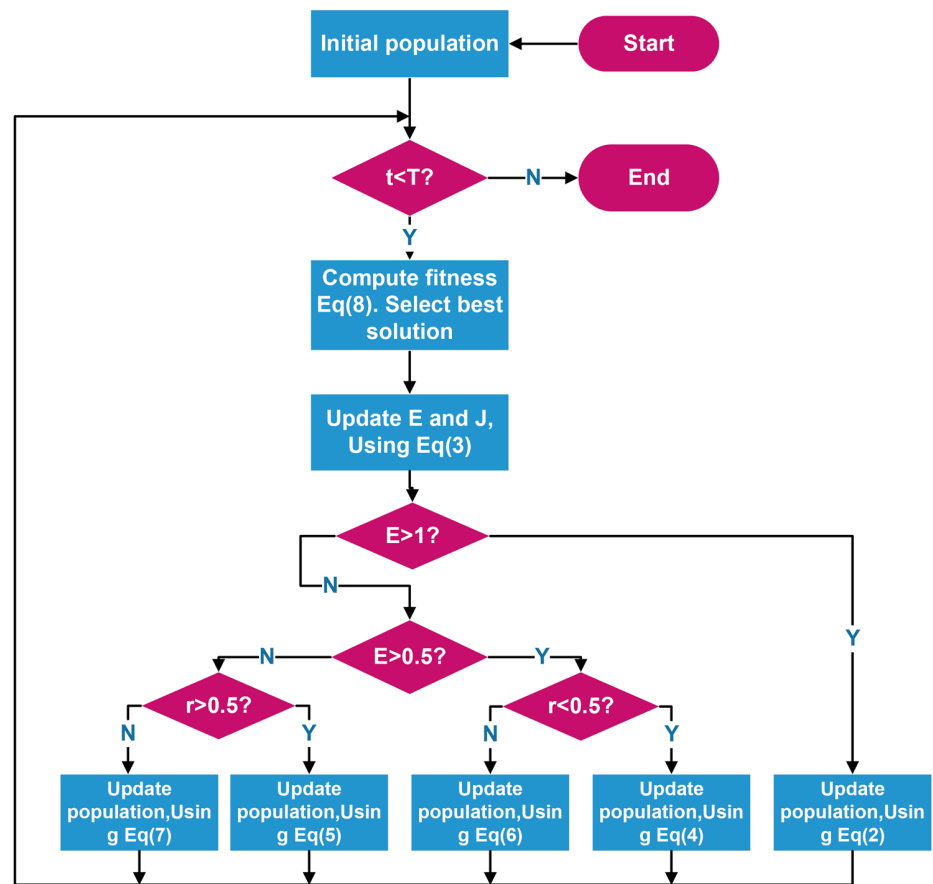 Initial population
Start
t<T?
N
End
Y
Compute fitness
Eq(8). Select best
solution
Update E and J,
Using Eq(3)
E>1?
N
Y
E>0.5?
N
Y
r>0.5?
r<0.5?
N
Y
N
Y
Update
population,Usin
g Eq(7)
Update
population,Usin
g Eq(5)
Update
population,Usin
g Eq(6)
Update
population,Usin
g Eq(4)
Update
population,Usin
g Eq(2)